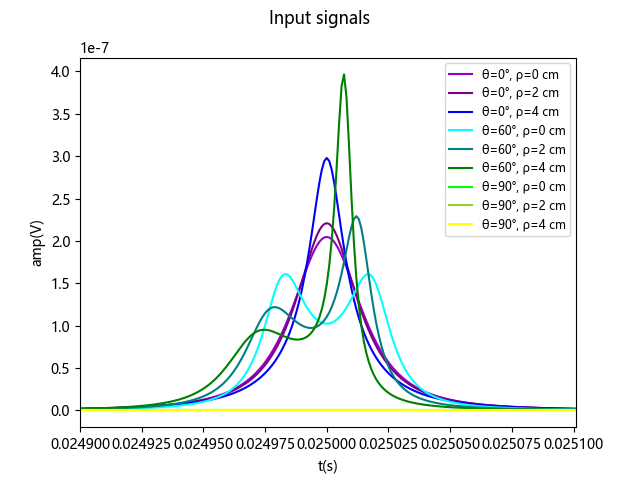 Input signals
1e-7
4.0
3.5
3.0
2.5
2.0
1.5
1.0
0.5
0.0
amp(V)
θ=0°, ρ=0 cm
θ=0°, ρ=2 cm
θ=0°, ρ=4 cm
θ=60°, ρ=0 cm
θ=60°, ρ=2 cm
θ=60°, ρ=4 cm
θ=90°, ρ=0 cm
θ=90°, ρ=2 cm
θ=90°, ρ=4 cm
0.024900 0.024925 0.024950 0.024975 0.025000 0.025025 0.025050 0.025075 0.025100
t(s)